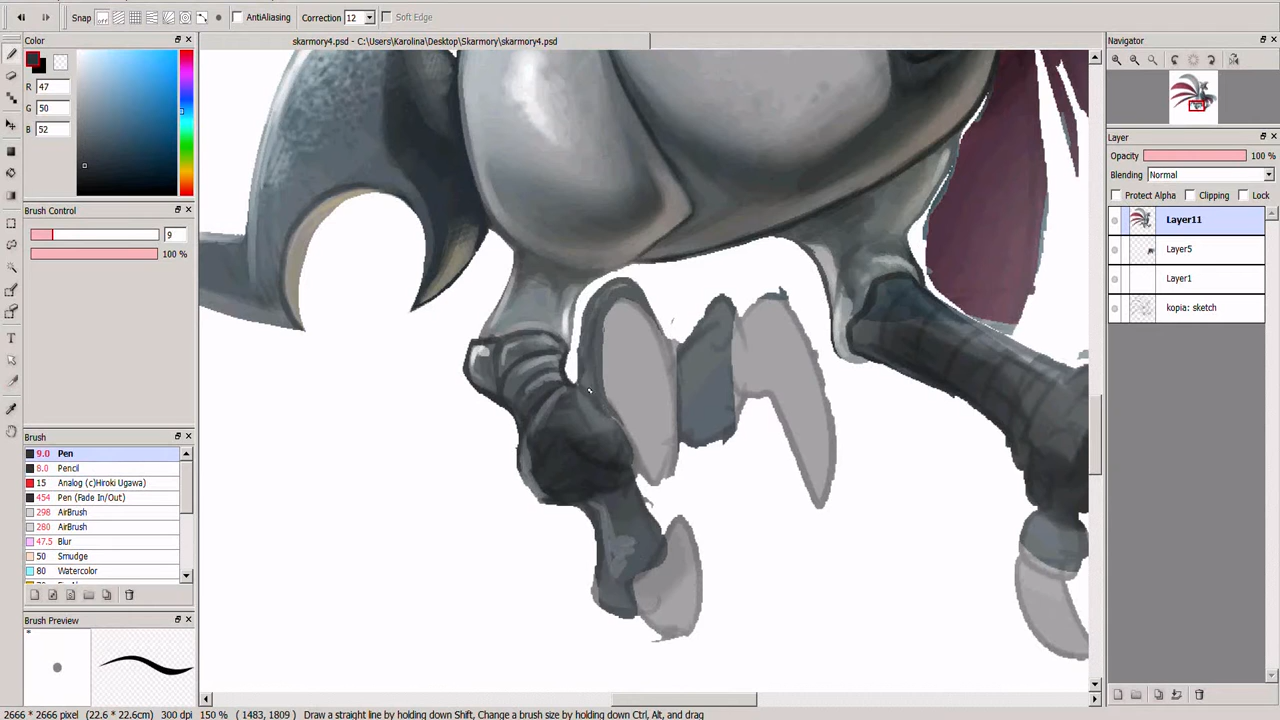 Snap
off
AntiAliasing
Correction 12
Soft Edge
Color
skarmory4.psd - C:\Users\Karolina\Desktop\Skarmory\skarmory4.psd
Navigator
R 47
G 50
B 52
Layer
Opacity 100 %
Blending Normal
Protect Alpha Clipping Lock
Brush Control
9
100 %
Layer11
Layer5
Layer1
kopia: sketch
Brush
9.0 Pen
8.0 Pencil
15 Analog (c)Hiroki Ugawa)
454 Pen (Fade In/Out)
298 AirBrush
280 AirBrush
47.5 Blur
50 Smudge
80 Watercolor
Brush Preview
2666 * 2666 pixel (22.6 * 22.6cm) 300 dpi 150 % ( 1483, 1809 ) Draw a straight line by holding down Shift, Change a brush size by holding down Ctrl, Alt, and drag